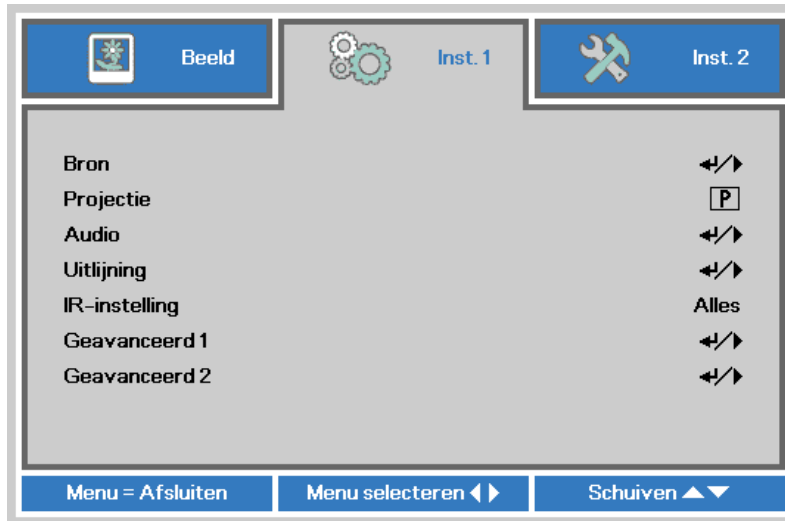 Beeld
Inst. 1
Inst. 2
Bron
Projectie P
Audio
Uitlijning
IR-instelling Alles
Geavanceerd 1
Geavanceerd 2
Menu = Afsluiten
Menu selecteren
Schuiven